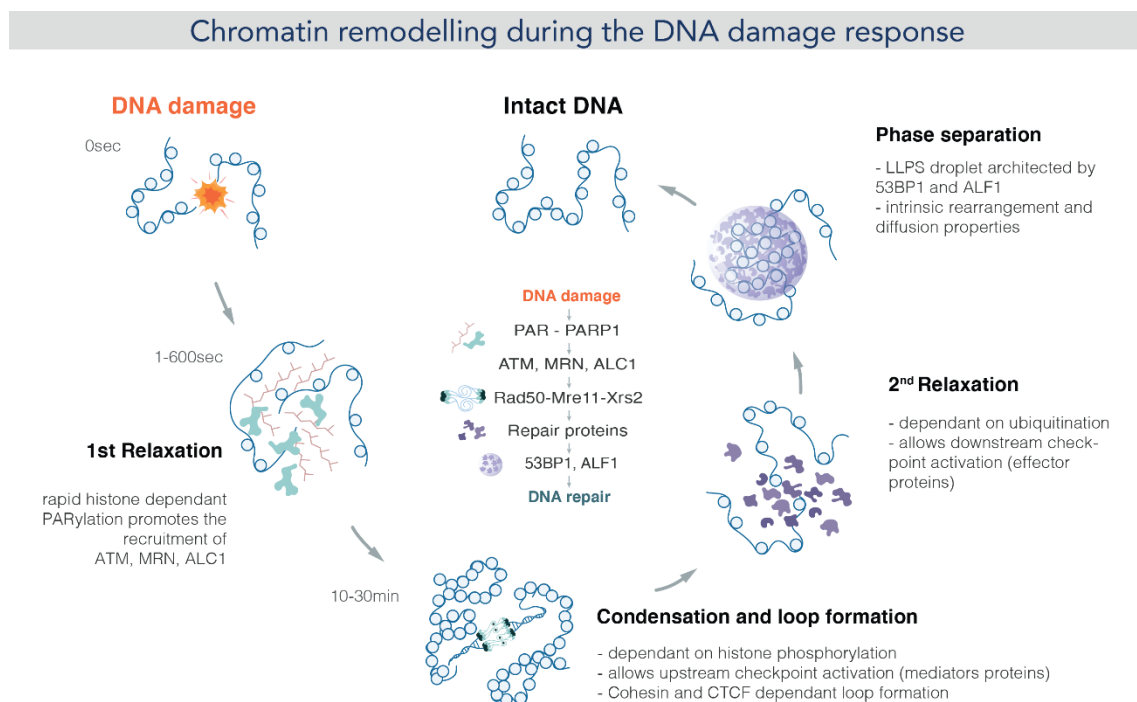 Chromatin remodelling during the DNA damage response
DNA damage
0sec
Intact DNA
Phase separation
- LLPS droplet architected by
53BP1 and ALF1
- intrinsic rearrangement and
diffusion properties
1-600sec
1st Relaxation
rapid histone dependant
PARylation promotes the
recruitment of
ATM, MRN, ALC1
DNA damage
PAR - PARP1
ATM, MRN, ALC1
Rad50-Mre11-Xrs2
Repair proteins
53BP1, ALF1
DNA repair
2nd Relaxation
- dependant on ubiquitination
- allows downstream check-
point activation (effector
proteins)
10-30min
Condensation and loop formation
- dependant on histone phosphorylation
- allows upstream checkpoint activation (mediators proteins)
- Cohesin and CTCF dependant loop formation